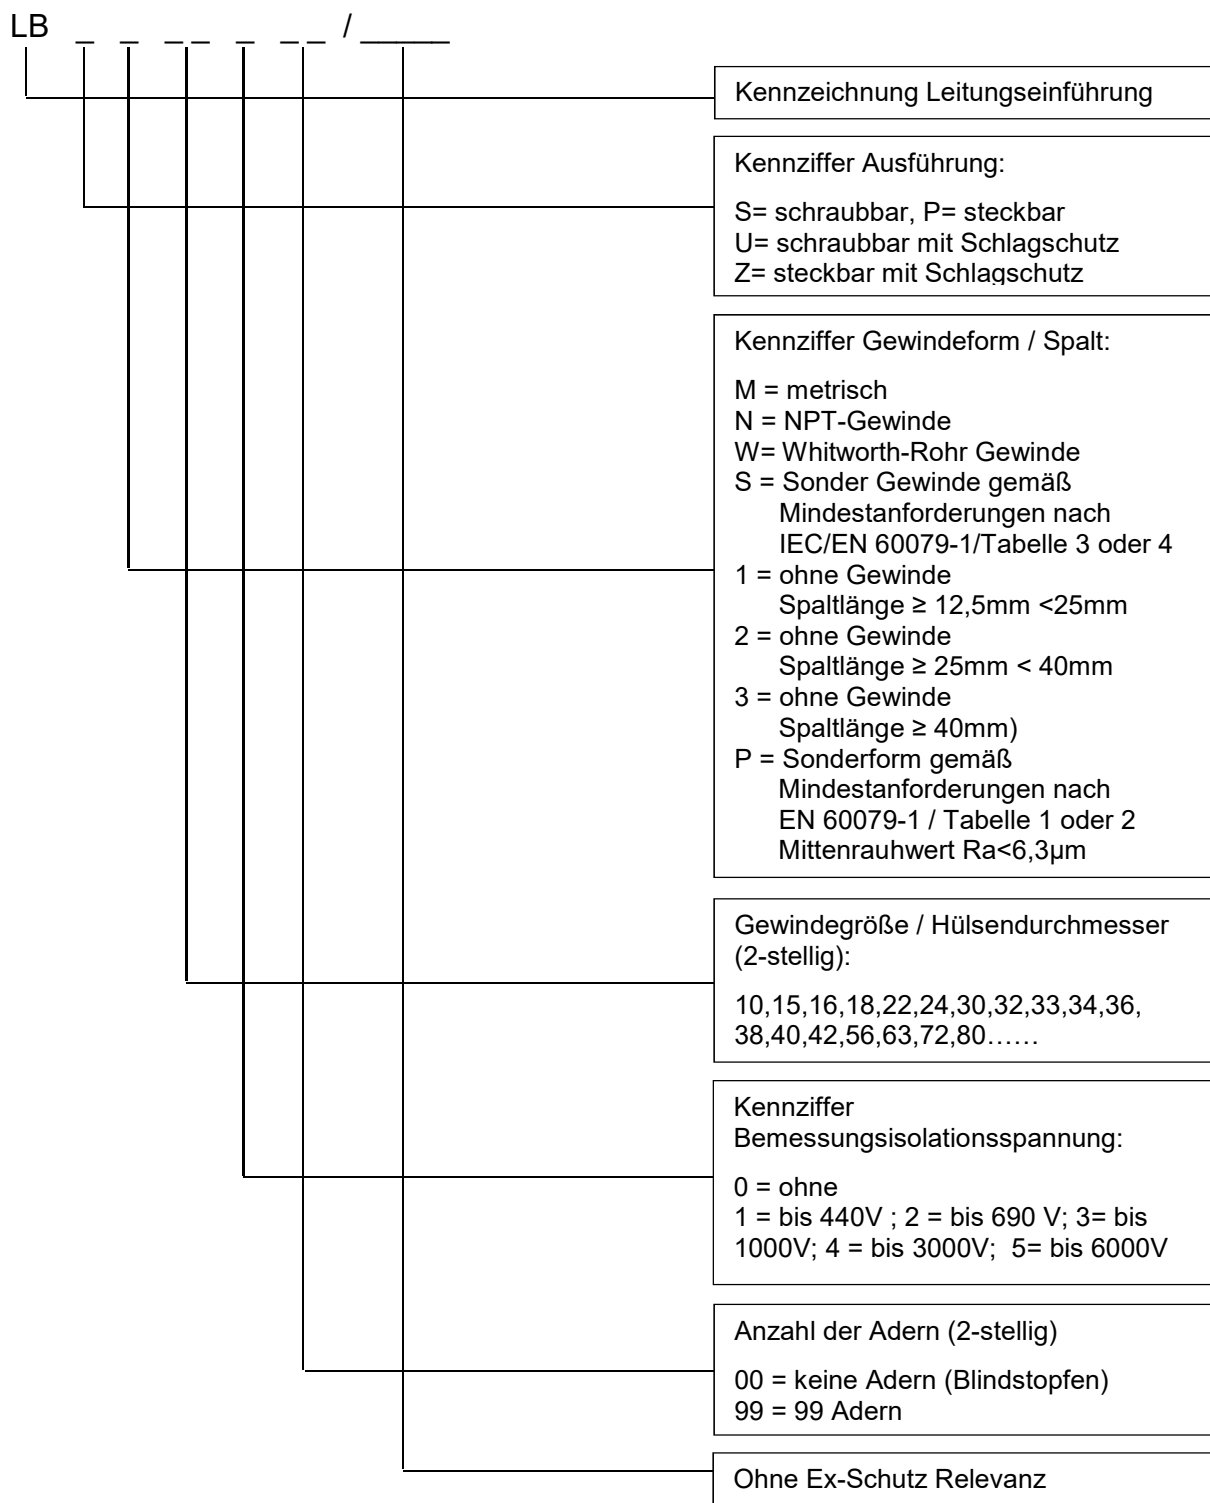 LB _ _ _ _ _ _ _ / _____
Kennzeichnung Leitungseinführung
Kennziffer Ausführung:
S= schraubbar, P= steckbar
U= schraubbar mit Schlagschutz
Z= steckbar mit Schlagschutz
Kennziffer Gewindeform / Spalt:
M = metrisch
N = NPT-Gewinde
W= Whitworth-Rohr Gewinde
S = Sonder Gewinde gemäß
Mindestanforderungen nach
IEC/EN 60079-1/Tabelle 3 oder 4
1 = ohne Gewinde
Spaltlänge ≥ 12,5mm <25mm
2 = ohne Gewinde
Spaltlänge ≥ 25mm < 40mm
3 = ohne Gewinde
Spaltlänge ≥ 40mm)
P = Sonderform gemäß
Mindestanforderungen nach
EN 60079-1 / Tabelle 1 oder 2
Mittenrauhwert Ra<6,3µm
Gewindegröße / Hülsendurchmesser
(2-stellig):
10,15,16,18,22,24,30,32,33,34,36,
38,40,42,56,63,72,80……
Kennziffer
Bemessungsisolationsspannung:
0 = ohne
1 = bis 440V ; 2 = bis 690 V; 3= bis
1000V; 4 = bis 3000V; 5= bis 6000V
Anzahl der Adern (2-stellig)
00 = keine Adern (Blindstopfen)
99 = 99 Adern
Ohne Ex-Schutz Relevanz